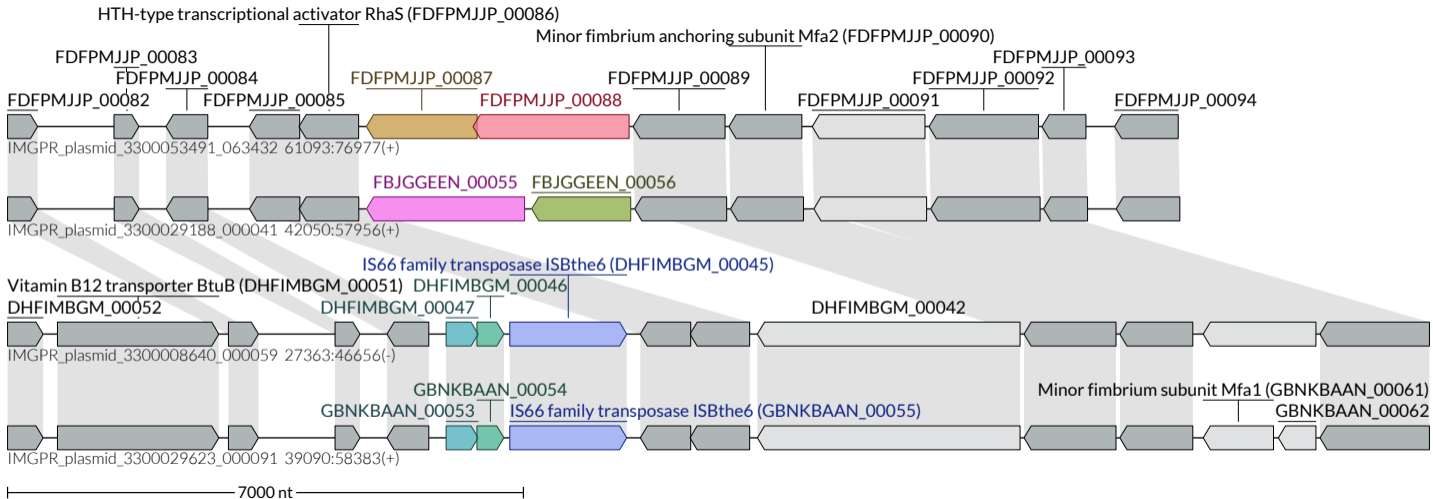 HTH-type transcriptional activator RhaS (FDFPMJJP_00086)
Minor fimbrium anchoring subunit Mfa2 (FDFPMJJP_00090)
FDFPMJJP_00083
FDFPMJJP_00093
FDFPMJJP_00084
FDFPMJJP_00087
FDFPMJJP_00089
FDFPMJJP_00092
FDFPMJJP_00082
FDFPMJJP_00085
FDFPMJJP_00088
FDFPMJJP_00091
FDFPMJJP_00094
IMGPR_plasmid_3300053491_063432 61093:76977(+)
FBJGGEEN_00055
FBJGGEEN_00056
IMGPR_plasmid_3300029188_000041 42050:57956(+)
IS66 family transposase ISBthe6 (DHFIMBGM_00045)
Vitamin B12 transporter BtuB (DHFIMBGM_00051)
DHFIMBGM_00046
DHFIMBGM_00052
DHFIMBGM_00047
DHFIMBGM_00042
IMGPR_plasmid_3300008640_000059 27363:46656(-)
GBNKBAAN_00054
Minor fimbrium subunit Mfa1 (GBNKBAAN_00061)
GBNKBAAN_00053
IS66 family transposase ISBthe6 (GBNKBAAN_00055)
GBNKBAAN_00062
IMGPR_plasmid_3300029623_000091 39090:58383(+)
7000 nt